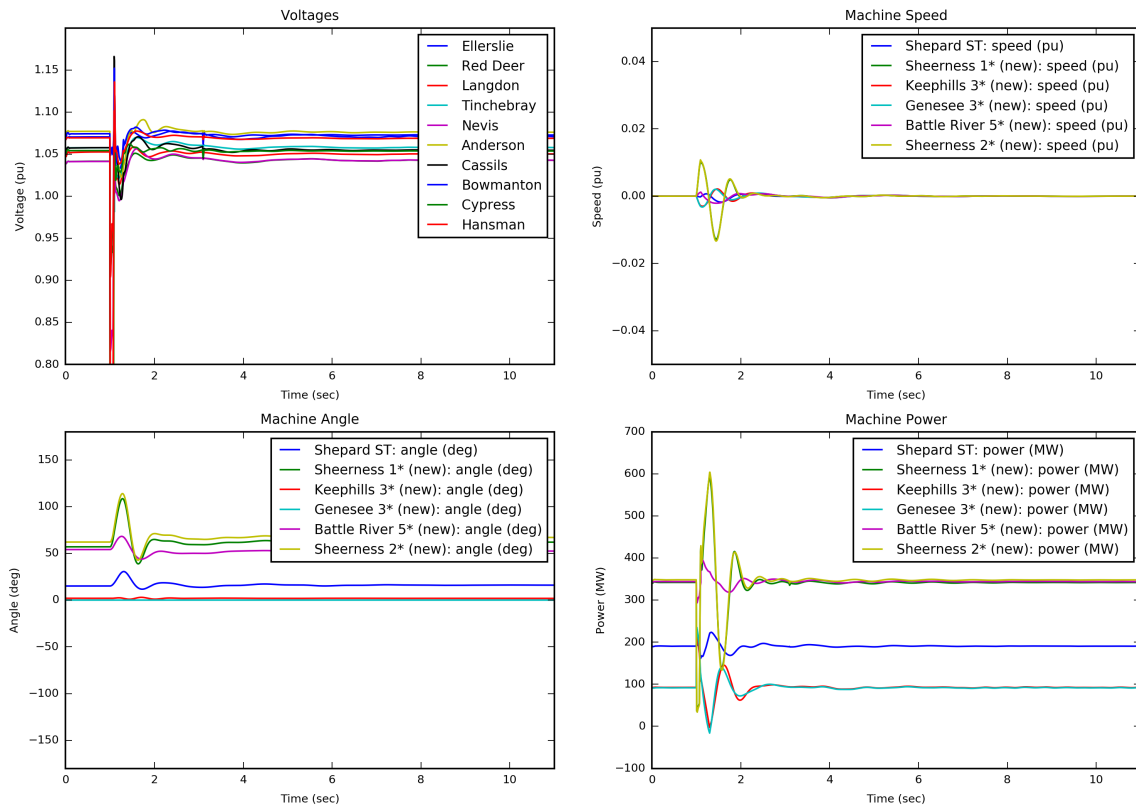 Voltages
1.15
1.10
1.05
1.00
0.95
0.90
0.85
0.80
Voltage (pu)
Ellerslie
Red Deer
Langdon
Tinchebray
Nevis
Anderson
Cassils
Bowmanton
Cypress
Hansman
0 2 4 6 8 10
Time (sec)
Machine Speed
0.04
0.02
0.00
−0.02
−0.04
Speed (pu)
Shepard ST: speed (pu)
Sheerness 1* (new): speed (pu)
Keephills 3* (new): speed (pu)
Genesee 3* (new): speed (pu)
Battle River 5* (new): speed (pu)
Sheerness 2* (new): speed (pu)
0 2 4 6 8 10
Time (sec)
Machine Angle
150
100
50
0
−50
−100
−150
Angle (deg)
Shepard ST: angle (deg)
Sheerness 1* (new): angle (deg)
Keephills 3* (new): angle (deg)
Genesee 3* (new): angle (deg)
Battle River 5* (new): angle (deg)
Sheerness 2* (new): angle (deg)
0 2 4 6 8 10
Time (sec)
Machine Power
700
600
500
400
300
200
100
0
−100
Power (MW)
Shepard ST: power (MW)
Sheerness 1* (new): power (MW)
Keephills 3* (new): power (MW)
Genesee 3* (new): power (MW)
Battle River 5* (new): power (MW)
Sheerness 2* (new): power (MW)
0 2 4 6 8 10
Time (sec)